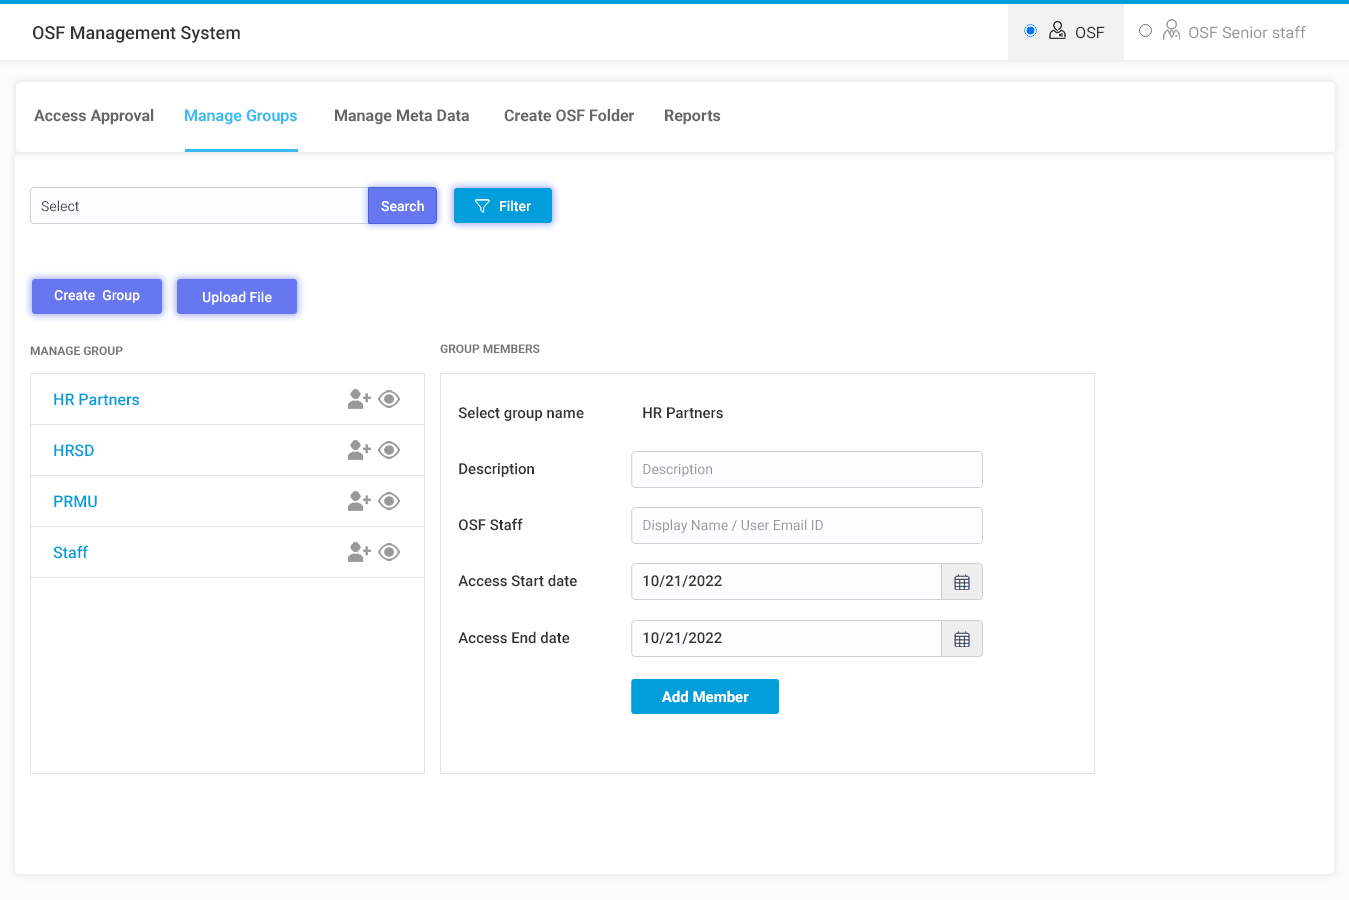 OSF Management System
OSF
OSF Senior staff
Access Approval
Manage Groups
Manage Meta Data
Create OSF Folder
Reports
Select
Search
Filter
Create Group
Upload File
MANAGE GROUP
HR Partners
HRSD
PRMU
Staff
GROUP MEMBERS
Select group name HR Partners
Description Description
OSF Staff Display Name / User Email ID
Access Start date 10/21/2022
Access End date 10/21/2022
Add Member